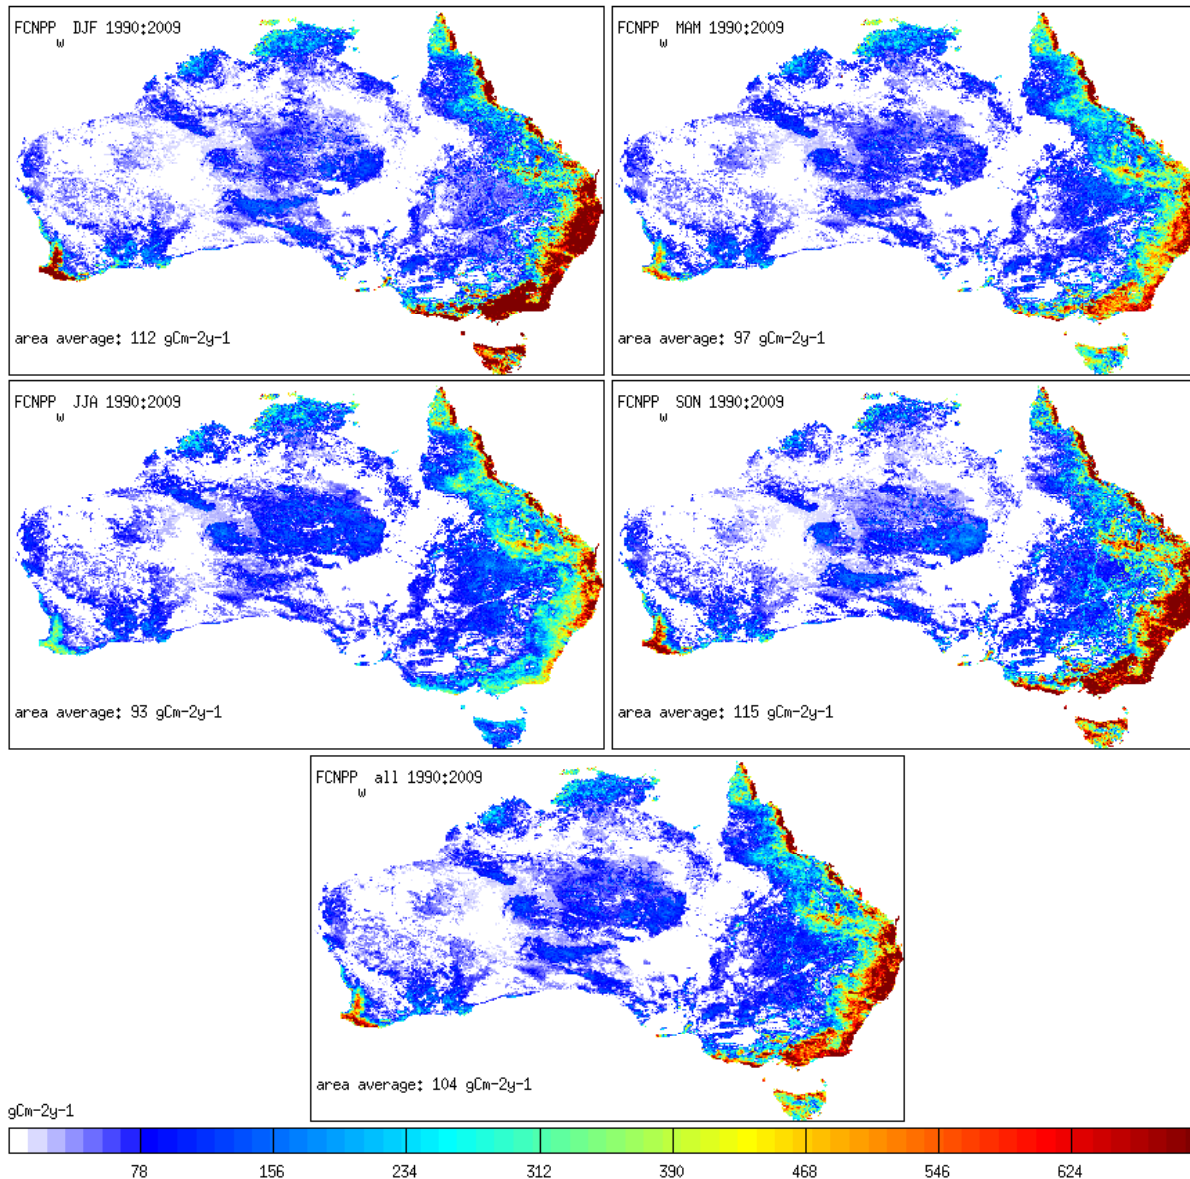 FCNPP DJF 1990:2009
w
area average: 112 gCm-2y-1
FCNPP MAM 1990:2009
w
area average: 97 gCm-2y-1
FCNPP JJA 1990:2009
w
area average: 93 gCm-2y-1
FCNPP SON 1990:2009
w
area average: 115 gCm-2y-1
FCNPP all 1990:2009
w
area average: 104 gCm-2y-1
gCm-2y-1
78 156 234 312 390 468 546 624